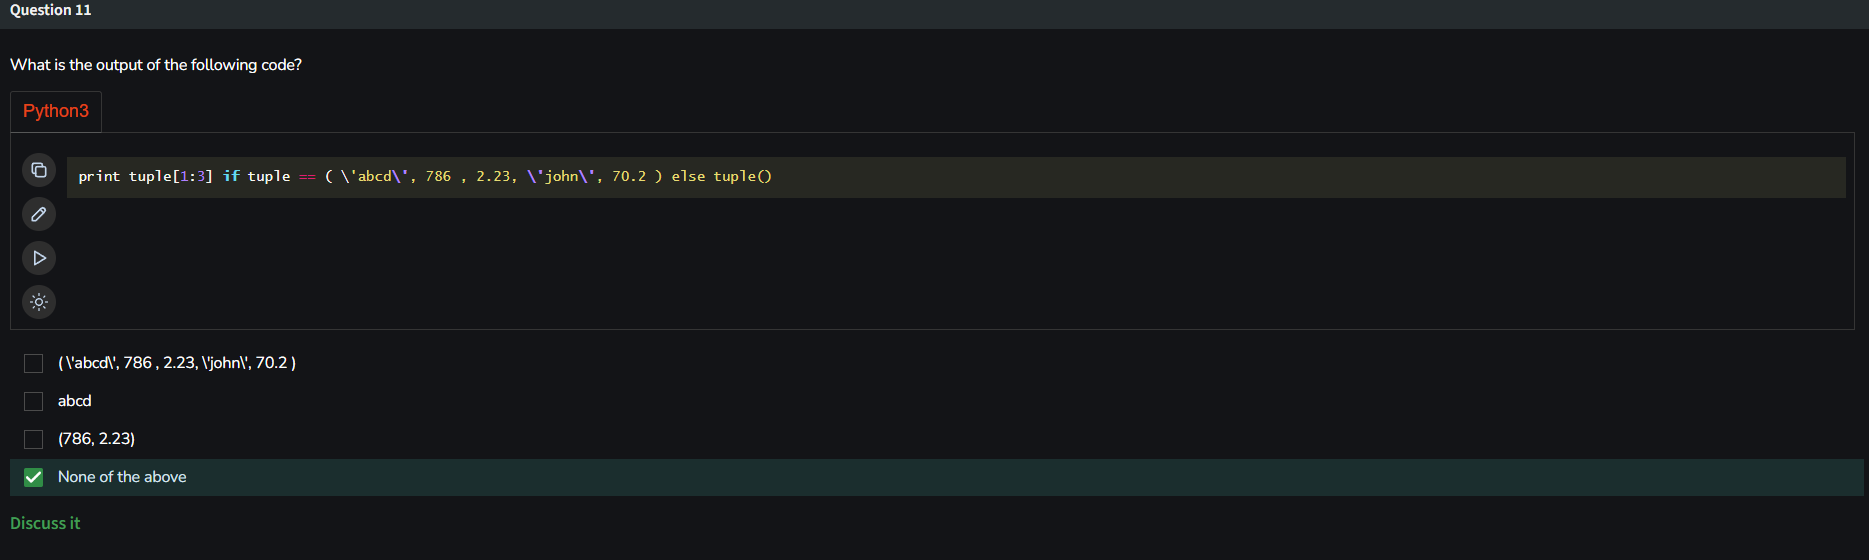 Question 11
What is the output of the following code?
Python3
print tuple[1:3] if tuple == ( \'abcd\', 786 , 2.23, \'john\', 70.2 ) else tuple()
( \'abcd\', 786 , 2.23, \'john\', 70.2 )
abcd
(786, 2.23)
None of the above
Discuss it